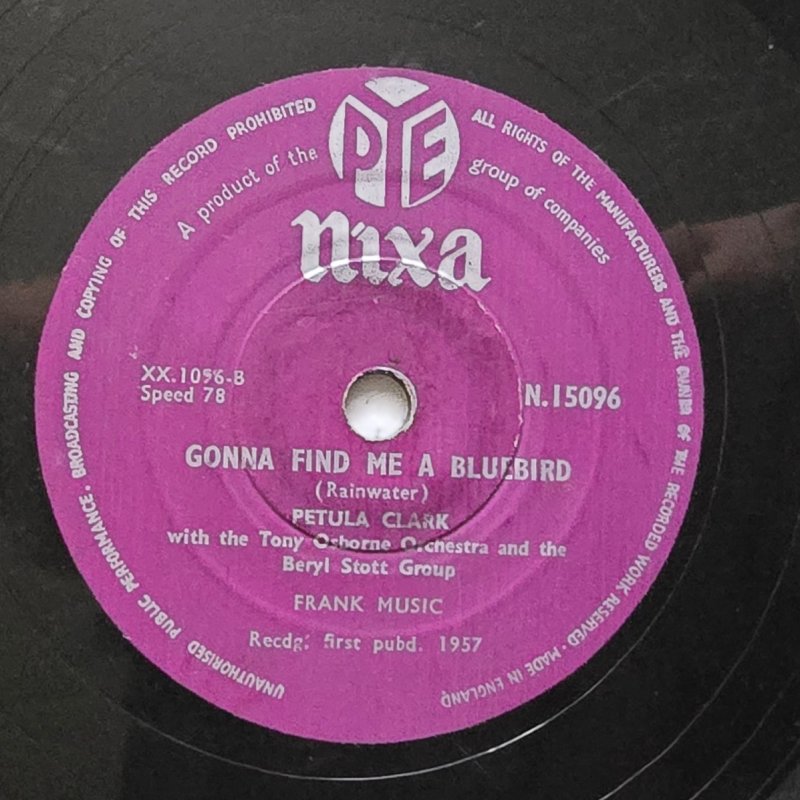 UNAUTHORISED PUBLIC PERFORMANCE, BROADCASTING AND COPYING OF THIS RECORD PROHIBITED
ALL RIGHTS OF THE MANUFACTURERS AND THE OWNER OF THE RECORDED WORK RESERVED · MADE IN ENGLAND
A product of the
PYE
group of companies
nixa
XX.1056-B
Speed 78
N.15096
GONNA FIND ME A BLUEBIRD
(Rainwater)
PETULA CLARK
with the Tony Osborne Orchestra and the
Beryl Stott Group
FRANK MUSIC
Recdg. first pubd. 1957